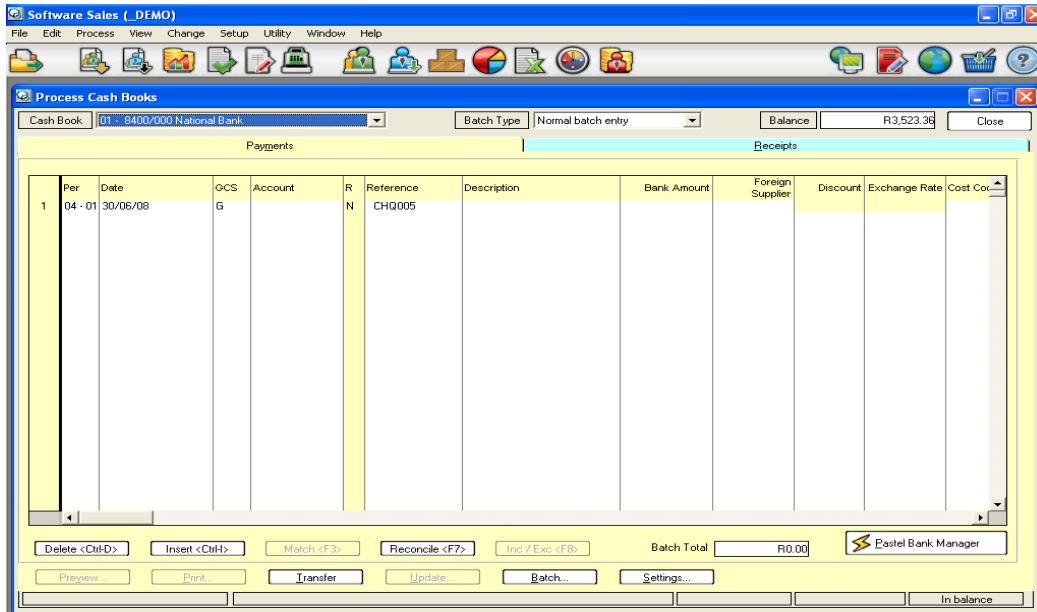 Software Sales (_DEMO)
File Edit Process View Change Setup Utility Window Help
Process Cash Books
Cash Book 01 - 8400/000 National Bank Batch Type Normal batch entry Balance R3,523.36 Close
Payments Receipts
Per Date GCS Account R Reference Description Bank Amount Foreign Supplier Discount Exchange Rate Cost Coc
1 04 - 01 30/06/08 G N CHQ005
Delete <Ctrl-D> Insert <Ctrl-I> Match <F3> Reconcile <F7> Inc / Exc <F8> Batch Total R0.00 Pastel Bank Manager
Preview... Print... Transfer Update... Batch... Settings...
In balance